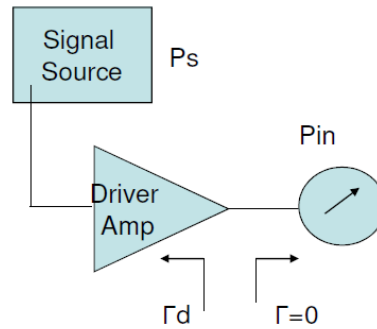 Signal
Source
Ps
Pin
Driver
Amp
Γd
Γ=0